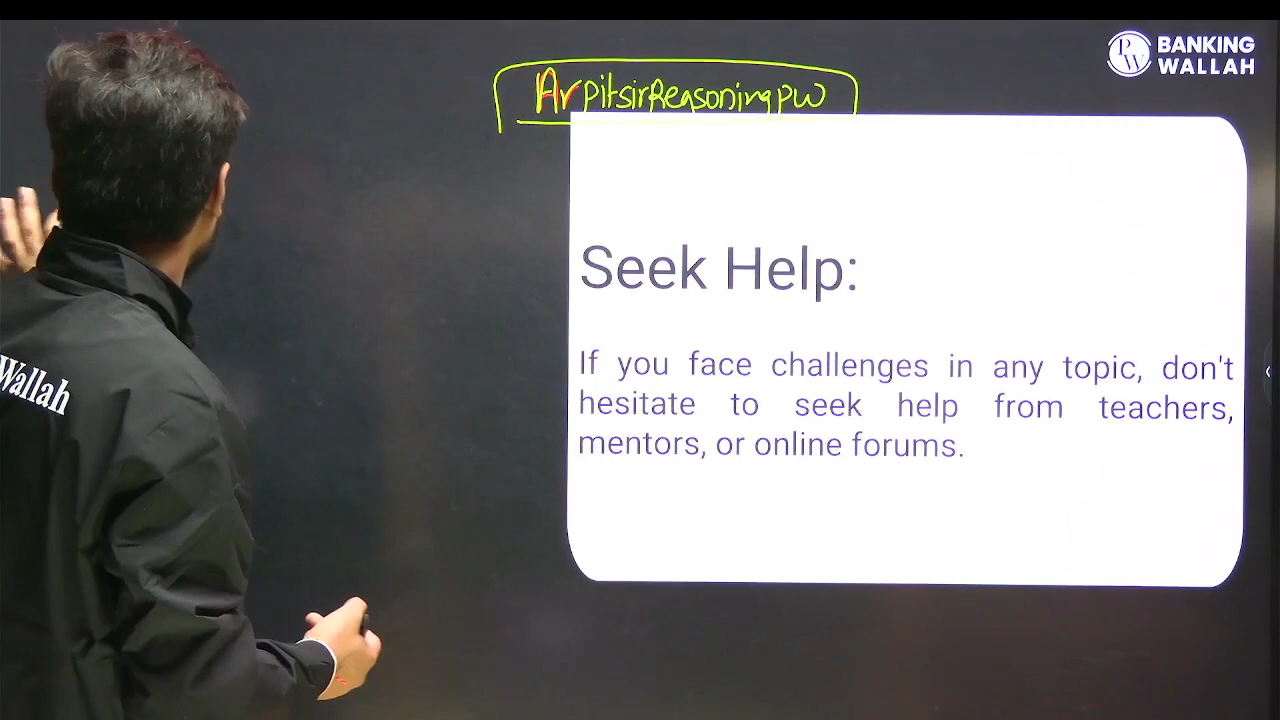 BANKING
WALLAH
ArpitsirReasoningpw
Wallah
Seek Help:
If you face challenges in any topic, don't
hesitate to seek help from teachers,
mentors, or online forums.